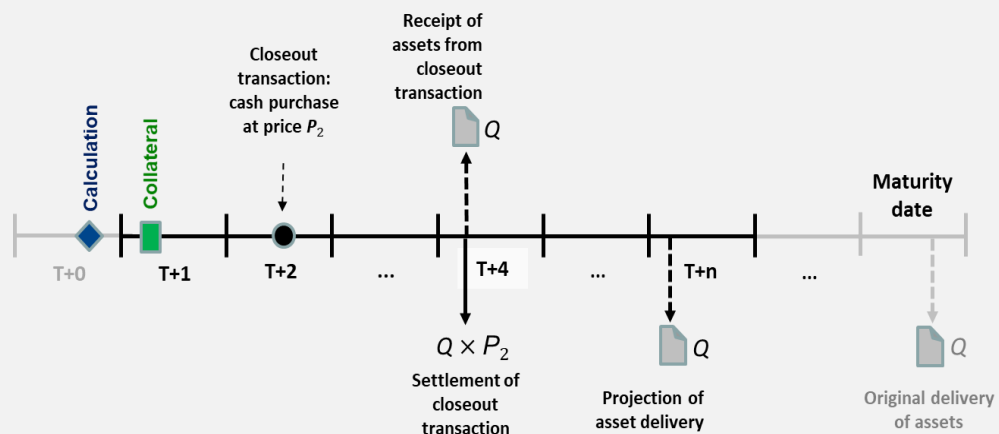 Receipt of
assets from
closeout
transaction
Q
Closeout
transaction:
cash purchase
at price P₂
Calculation
Collateral
Maturity
date
T+0
T+1
T+2
...
T+4
...
T+n
...
Q × P₂
Settlement of
closeout
transaction
Q
Projection of
asset delivery
Q
Original delivery
of assets